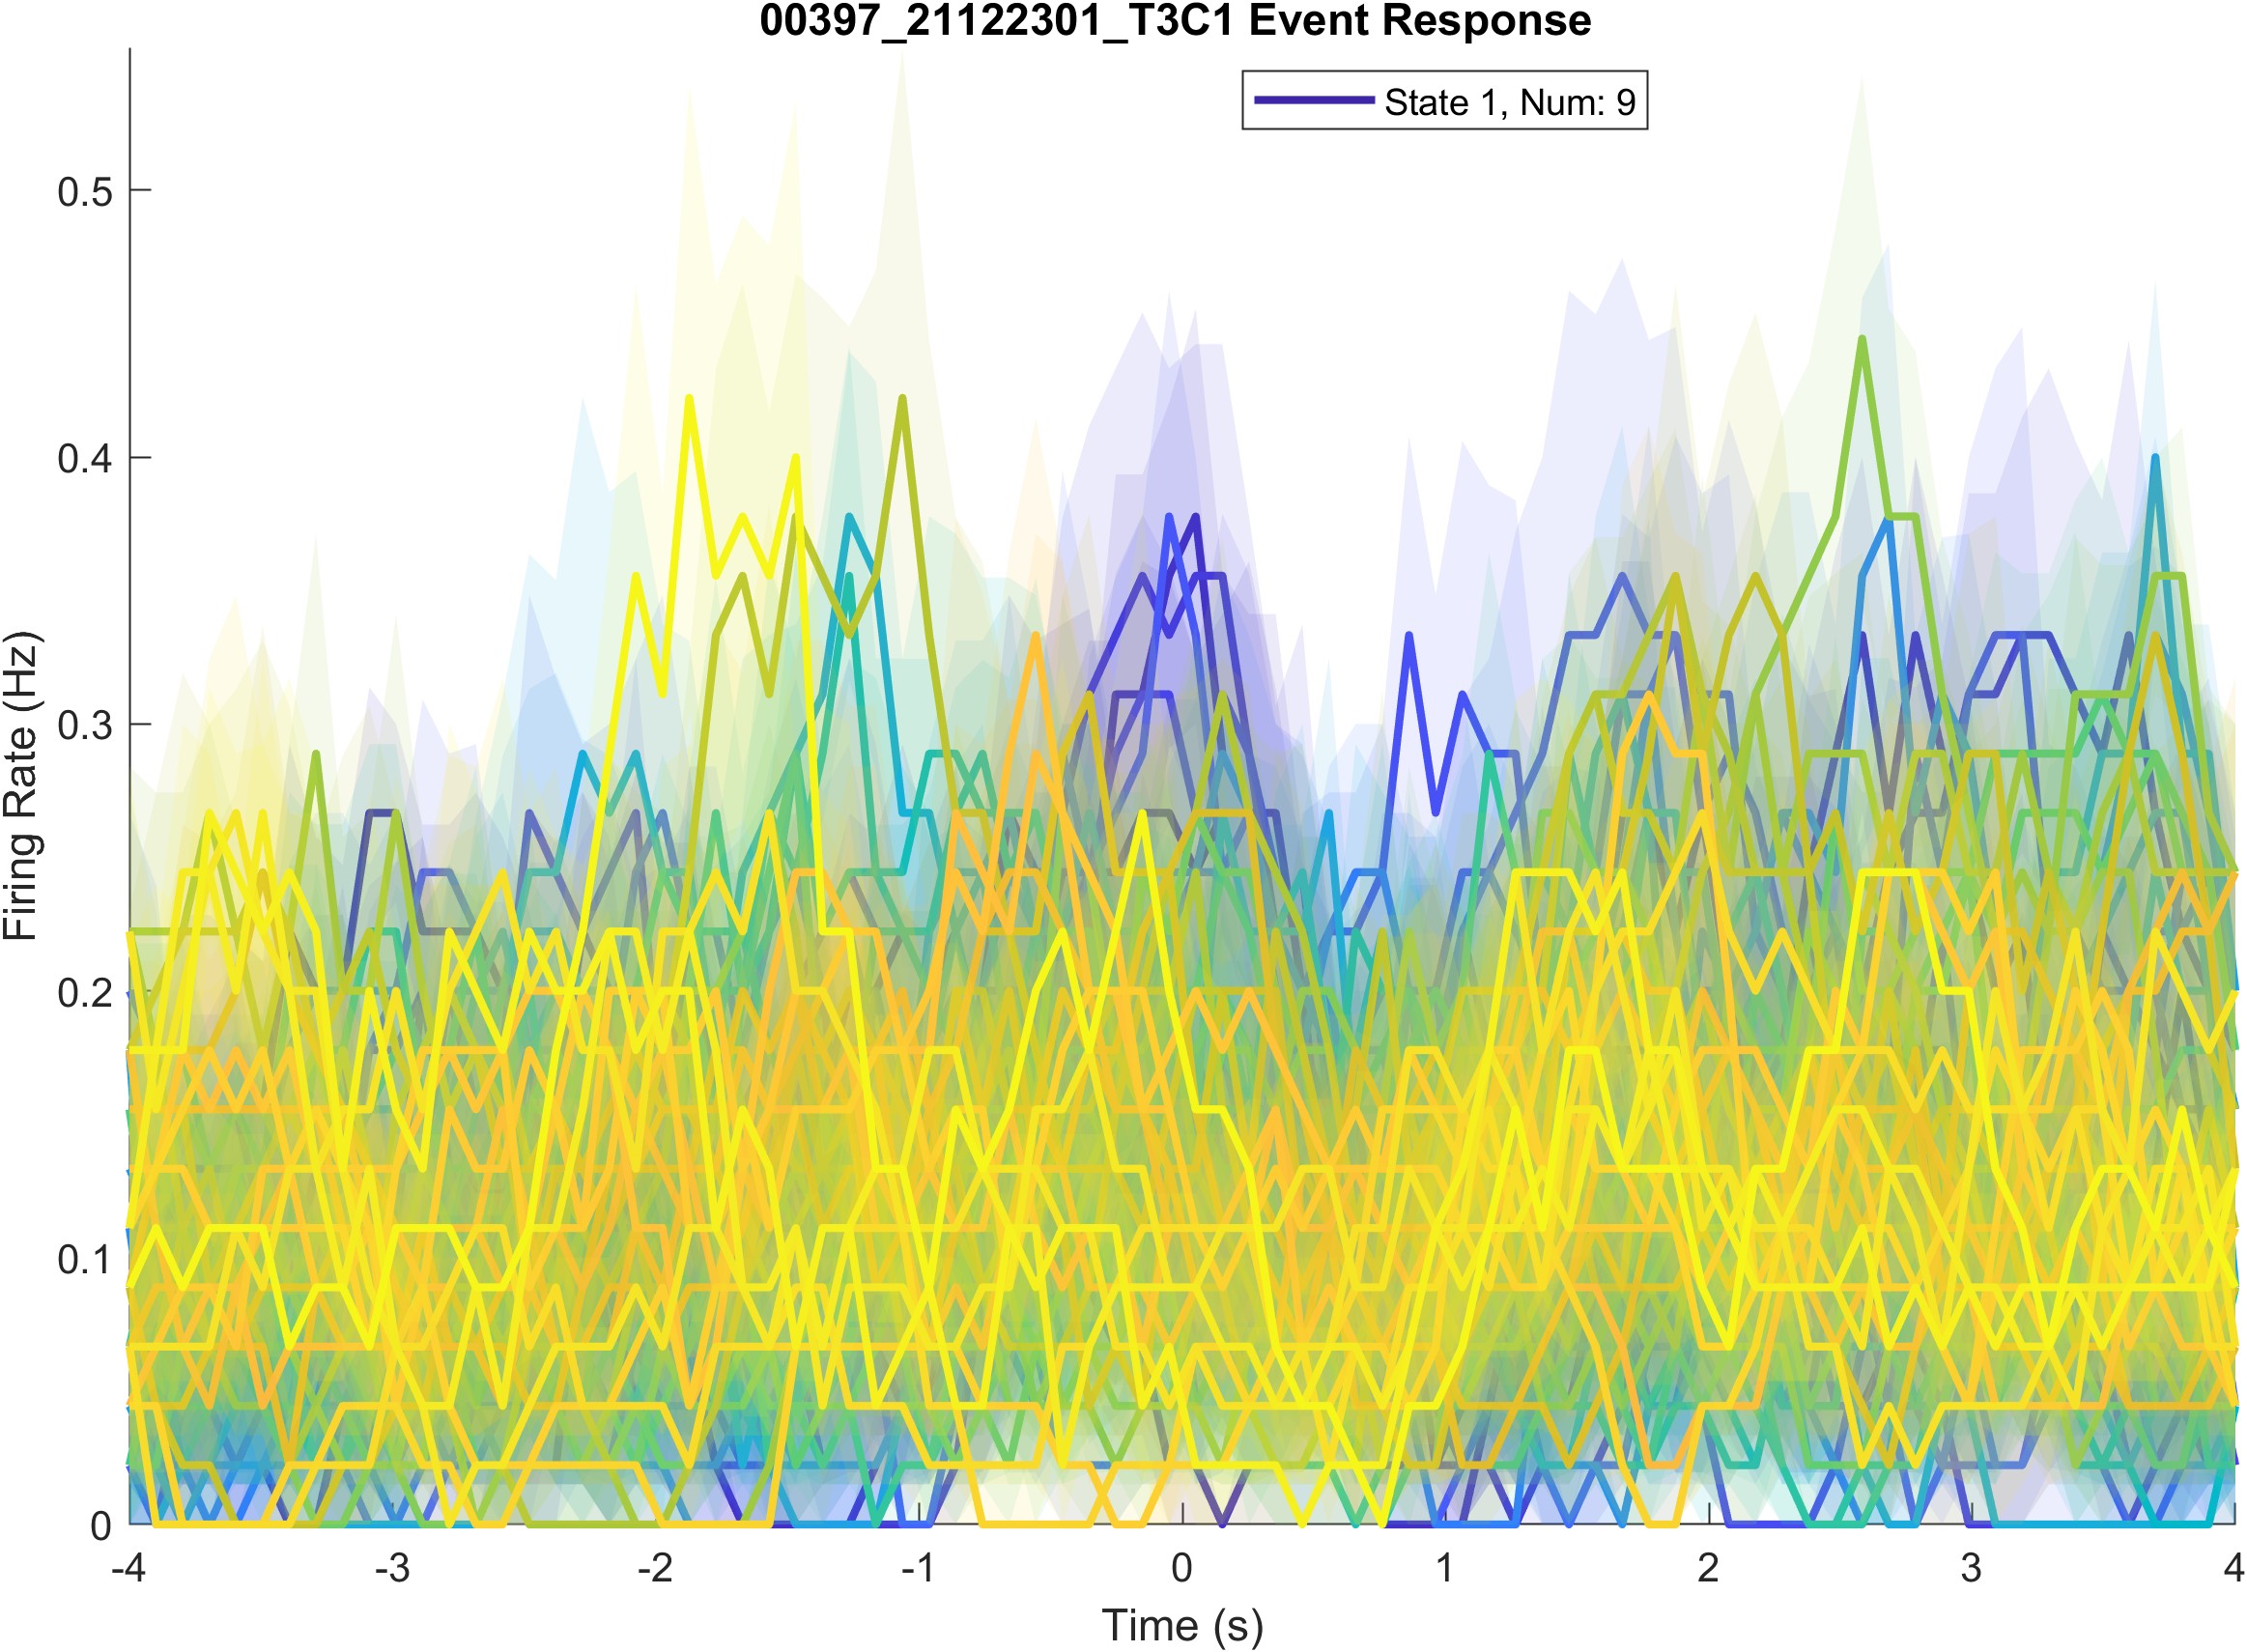 00397_21122301_T3C1 Event Response
State 1, Num: 9
Firing Rate (Hz)
0.5
0.4
0.3
0.2
0.1
0
-4 -3 -2 -1 0 1 2 3 4
Time (s)